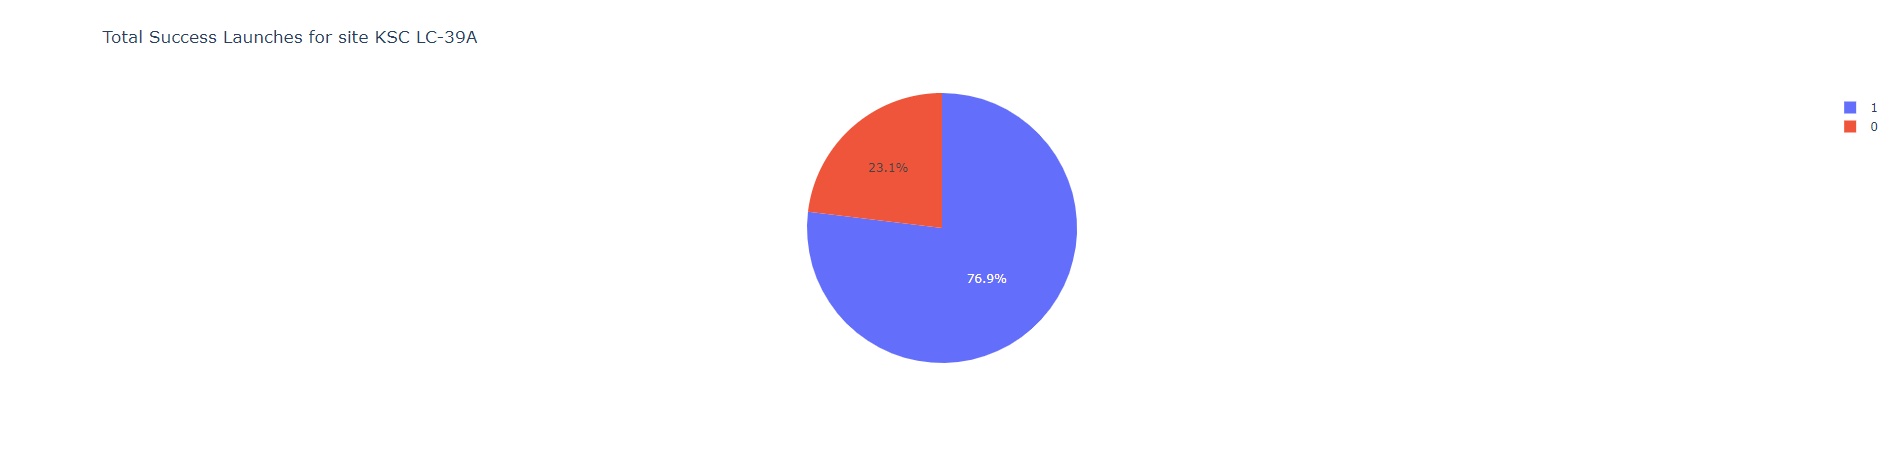 Total Success Launches for site KSC LC-39A
1
0
23.1%
76.9%